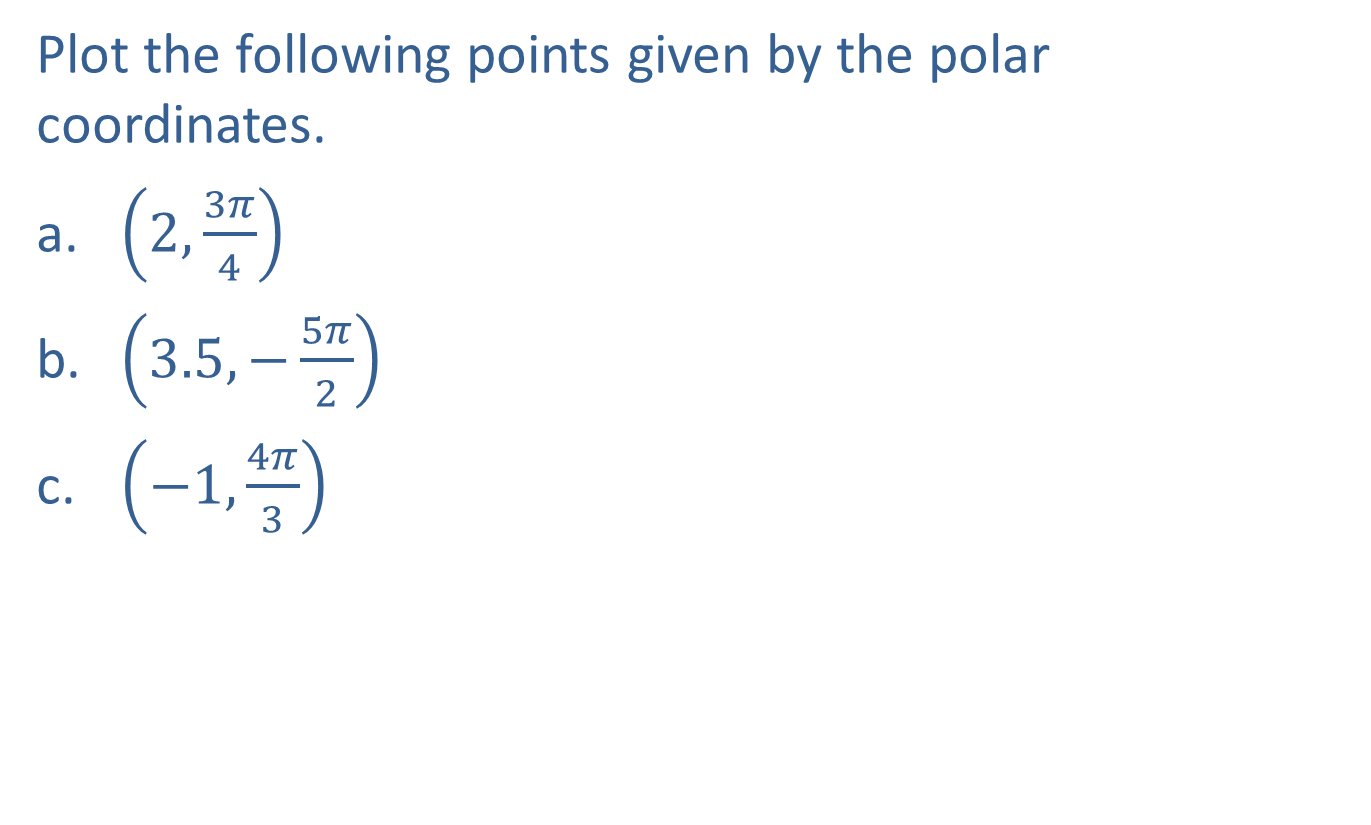 Plot the following points given by the polar
coordinates.
a. (2, 3𝜋/4)
b. (3.5, −5𝜋/2)
c. (−1, 4𝜋/3)